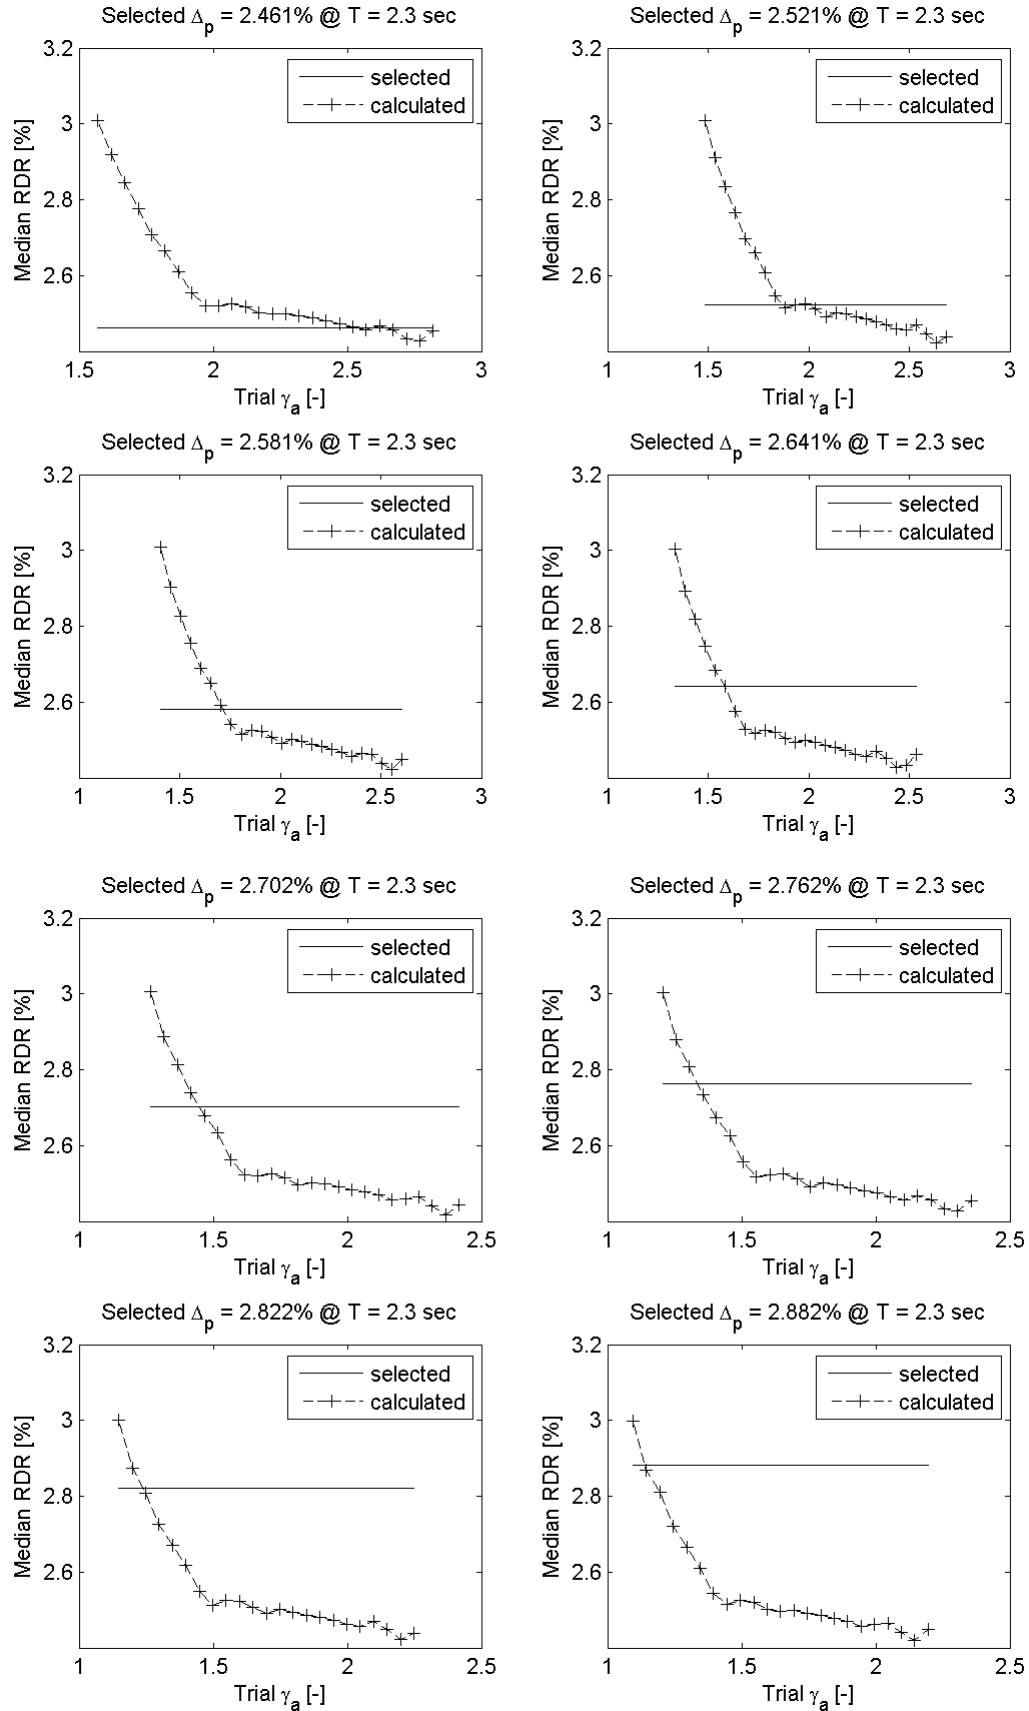 Selected Δp = 2.461% @ T = 2.3 sec
3.2
3
2.8
2.6
Median RDR [%]
selected
calculated
1.5 2 2.5 3
Trial γa [-]
Selected Δp = 2.521% @ T = 2.3 sec
3.2
3
2.8
2.6
Median RDR [%]
selected
calculated
1 1.5 2 2.5 3
Trial γa [-]
Selected Δp = 2.581% @ T = 2.3 sec
3.2
3
2.8
2.6
Median RDR [%]
selected
calculated
1 1.5 2 2.5 3
Trial γa [-]
Selected Δp = 2.641% @ T = 2.3 sec
3.2
3
2.8
2.6
Median RDR [%]
selected
calculated
1 1.5 2 2.5 3
Trial γa [-]
Selected Δp = 2.702% @ T = 2.3 sec
3.2
3
2.8
2.6
Median RDR [%]
selected
calculated
1 1.5 2 2.5
Trial γa [-]
Selected Δp = 2.762% @ T = 2.3 sec
3.2
3
2.8
2.6
Median RDR [%]
selected
calculated
1 1.5 2 2.5
Trial γa [-]
Selected Δp = 2.822% @ T = 2.3 sec
3.2
3
2.8
2.6
Median RDR [%]
selected
calculated
1 1.5 2 2.5
Trial γa [-]
Selected Δp = 2.882% @ T = 2.3 sec
3.2
3
2.8
2.6
Median RDR [%]
selected
calculated
1 1.5 2 2.5
Trial γa [-]